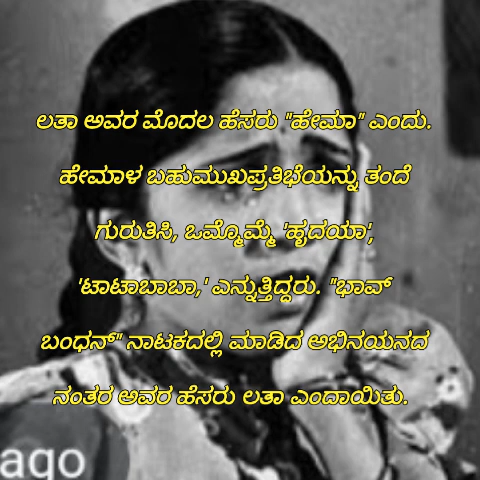 ಲತಾ ಅವರ ಮೊದಲ ಹೆಸರು "ಹೇಮಾ" ಎಂದು.
ಹೇಮಾಳ ಬಹುಮುಖಪ್ರತಿಭೆಯನ್ನು ತಂದೆ
ಗುರುತಿಸಿ, ಒಮ್ಮೊಮ್ಮೆ 'ಹೃದಯಾ',
'ಟಾಟಾಬಾಬಾ,' ಎನ್ನುತ್ತಿದ್ದರು. "ಭಾವ್
ಬಂಧನ್" ನಾಟಕದಲ್ಲಿ ಮಾಡಿದ ಅಭಿನಯನದ
ನಂತರ ಅವರ ಹೆಸರು ಲತಾ ಎಂದಾಯಿತು.
ago